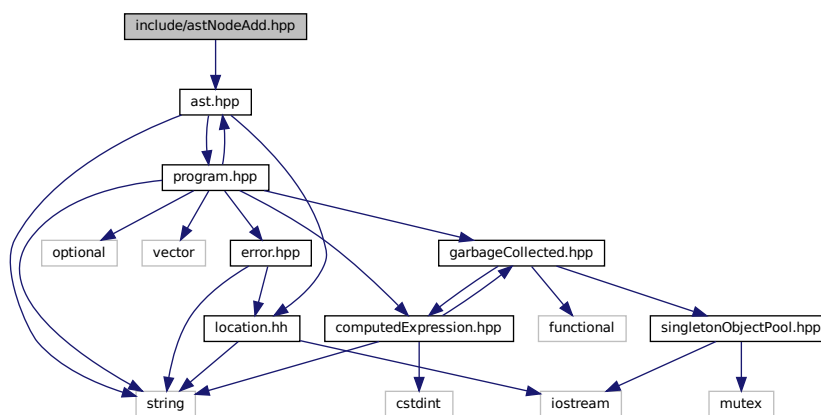 include/astNodeAdd.hpp
ast.hpp
program.hpp
optional
vector
error.hpp
garbageCollected.hpp
location.hh
computedExpression.hpp
functional
singletonObjectPool.hpp
string
cstdint
iostream
mutex